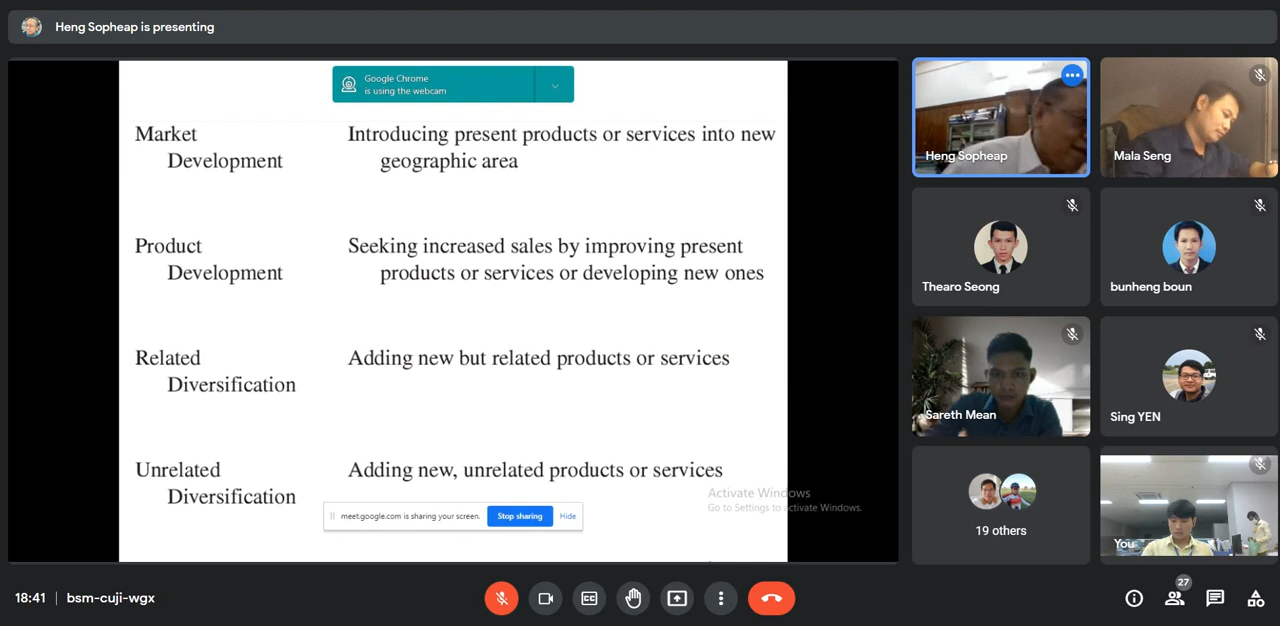 Heng Sopheap is presenting
Google Chrome
is using the webcam
Market
Development
Introducing present products or services into new
geographic area
Product
Development
Seeking increased sales by improving present
products or services or developing new ones
Related
Diversification
Adding new but related products or services
Unrelated
Diversification
Adding new, unrelated products or services
Activate Windows
Go to Settings to activate Windows.
meet.google.com is sharing your screen.
Stop sharing
Hide
Heng Sopheap
Mala Seng
Thearo Seong
bunheng boun
Sareth Mean
Sing YEN
19 others
You
18:41 | bsm-cuji-wgx
CC
27